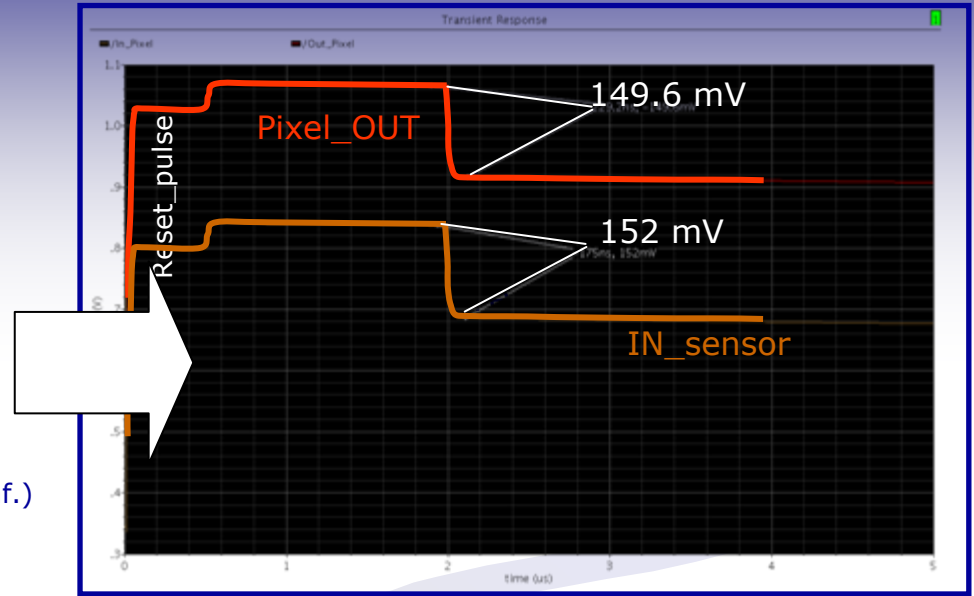 Transient Response
/In_Pixel /Out_Pixel
1.1
149.6 mV
1.0
Pixel_OUT
Reset_pulse
.9
152 mV
.8
175ns, 152mV
(V)
IN_sensor
.5
f.)
.4
.3
0 1 2 3 4 5
time (us)